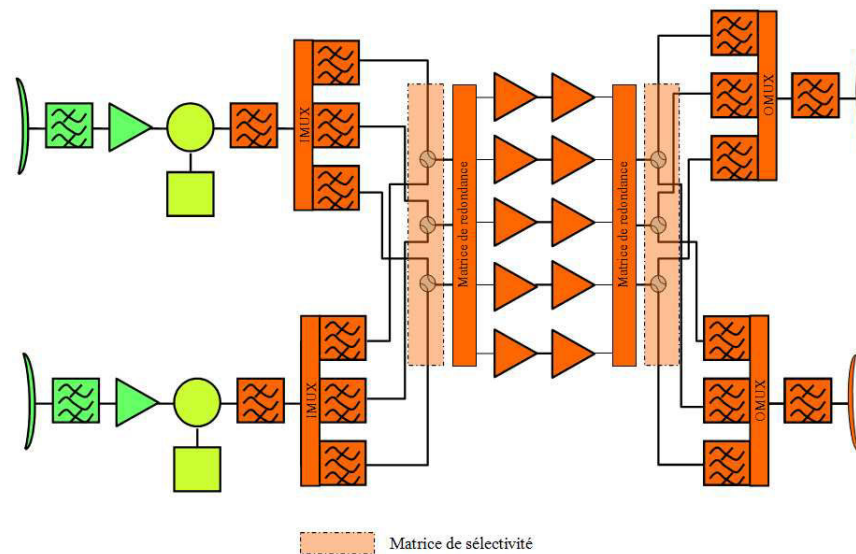 IMUX
Matrice de redondance
Matrice de redondance
OMUX
IMUX
OMUX
Matrice de sélectivité